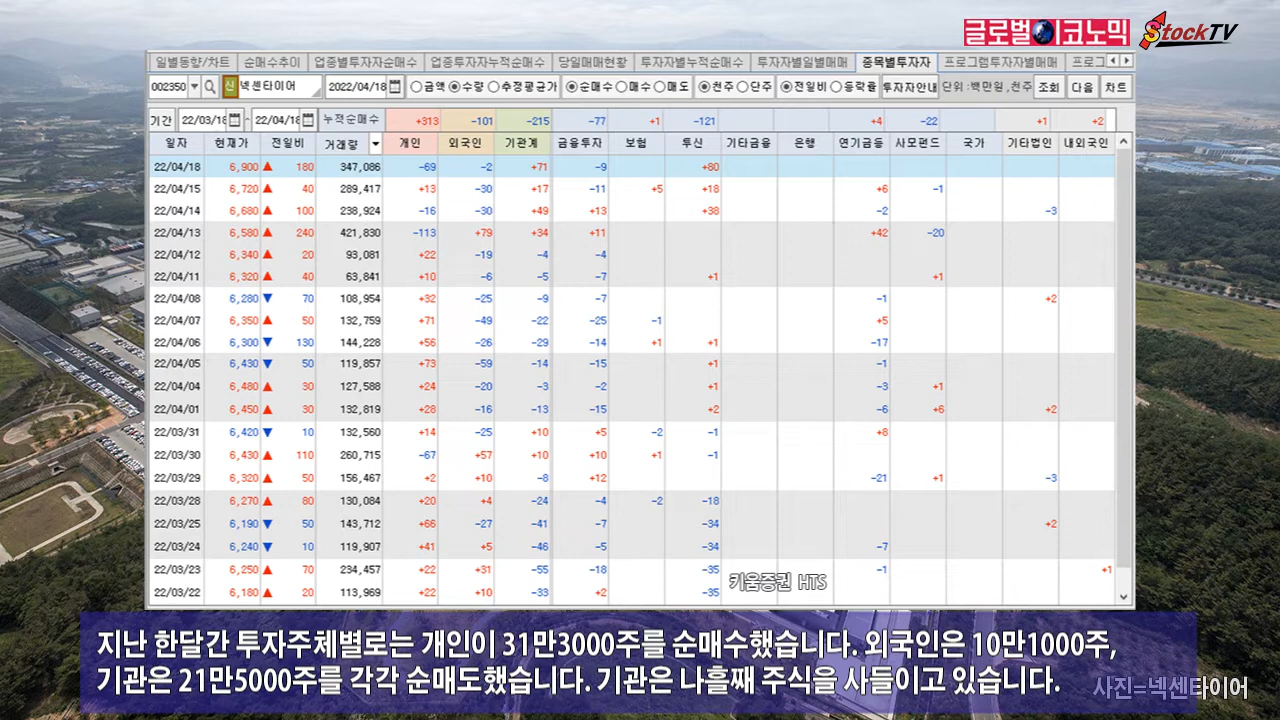 글로벌이코노믹 StockTV
일별동향/차트 순매수추이 업종별투자자순매수 업종투자자누적순매수 당일매매현황 투자자별누적순매수 투자자별일별매매 종목별투자자 프로그램투자자별매매 프로그
002350 신 넥센타이어 2022/04/18 금액 수량 추정평균가 순매수 매수 매도 천주 단주 전일비 등락률 투자자안내 단위:백만원,천주 조회 다음 차트
기간 22/03/18 ~ 22/04/18 누적순매수 +313 -101 -215 -77 +1 -121 +4 -22 +1 +2
일자 현재가 전일비 거래량 개인 외국인 기관계 금융투자 보험 투신 기타금융 은행 연기금등 사모펀드 국가 기타법인 내외국인
22/04/18 6,900 ▲ 180 347,086 -69 -2 +71 -9 +80
22/04/15 6,720 ▲ 40 289,417 +13 -30 +17 -11 +5 +18 +6 -1
22/04/14 6,680 ▲ 100 238,924 -16 -30 +49 +13 +38 -2 -3
22/04/13 6,580 ▲ 240 421,830 -113 +79 +34 +11 +42 -20
22/04/12 6,340 ▲ 20 93,081 +22 -19 -4 -4
22/04/11 6,320 ▲ 40 63,841 +10 -6 -5 -7 +1 +1
22/04/08 6,280 ▼ 70 108,954 +32 -25 -9 -7 -1 +2
22/04/07 6,350 ▲ 50 132,759 +71 -49 -22 -25 -1 +5
22/04/06 6,300 ▼ 130 144,228 +56 -26 -29 -14 +1 +1 -17
22/04/05 6,430 ▼ 50 119,857 +73 -59 -14 -15 +1 -1
22/04/04 6,480 ▲ 30 127,588 +24 -20 -3 -2 +1 -3 +1
22/04/01 6,450 ▲ 30 132,819 +28 -16 -13 -15 +2 -6 +6 +2
22/03/31 6,420 ▼ 10 132,560 +14 -25 +10 +5 -2 -1 +8
22/03/30 6,430 ▲ 110 260,715 -67 +57 +10 +10 +1 -1
22/03/29 6,320 ▲ 50 156,467 +2 +10 -8 +12 -21 +1 -3
22/03/28 6,270 ▲ 80 130,084 +20 +4 -24 -4 -2 -18
22/03/25 6,190 ▼ 50 143,712 +66 -27 -41 -7 -34 +2
22/03/24 6,240 ▼ 10 119,907 +41 +5 -46 -5 -34 -7
22/03/23 6,250 ▲ 70 234,457 +22 +31 -55 -18 -35 -1 +1
22/03/22 6,180 ▲ 20 113,969 +22 +10 -33 +2 -35
키움증권 HTS
지난 한달간 투자주체별로는 개인이 31만3000주를 순매수했습니다. 외국인은 10만1000주,
기관은 21만5000주를 각각 순매도했습니다. 기관은 나흘째 주식을 사들이고 있습니다.
사진=넥센타이어